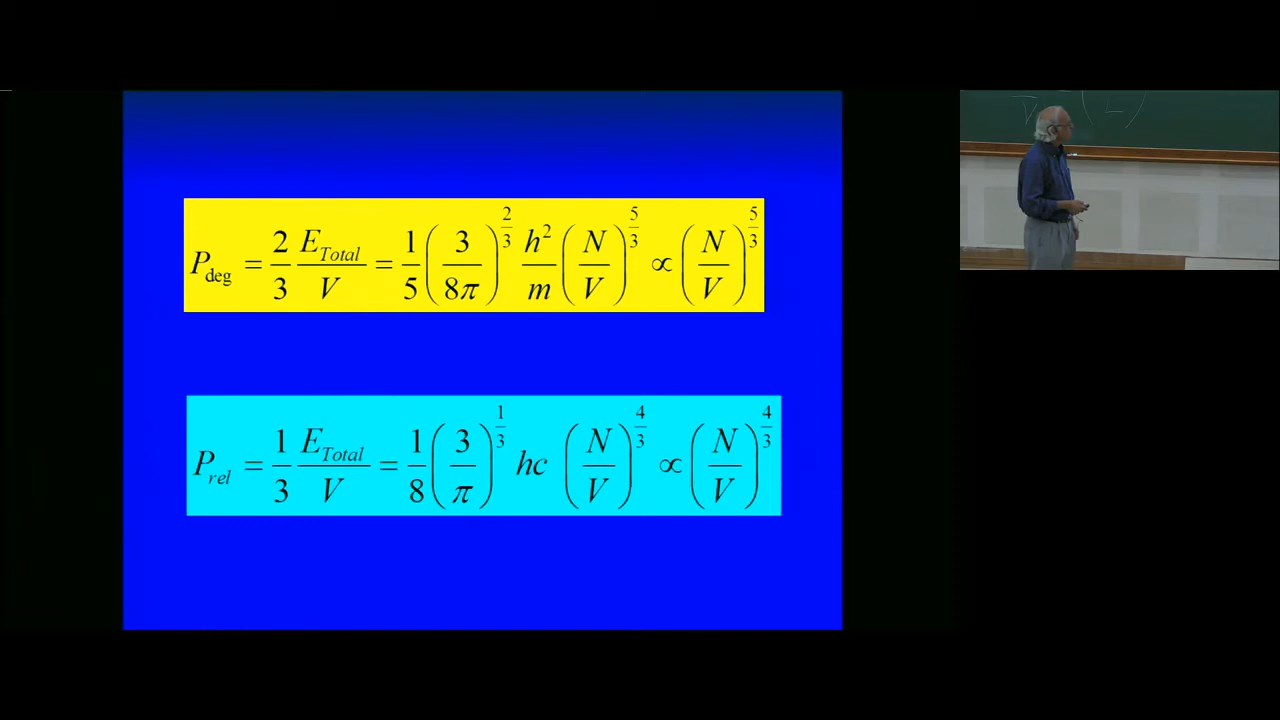 P_deg = 2/3 E_Total/V = 1/5 (3/8π)^{2/3} h²/m (N/V)^{5/3} ∝ (N/V)^{5/3}
P_rel = 1/3 E_Total/V = 1/8 (3/π)^{1/3} hc (N/V)^{4/3} ∝ (N/V)^{4/3}